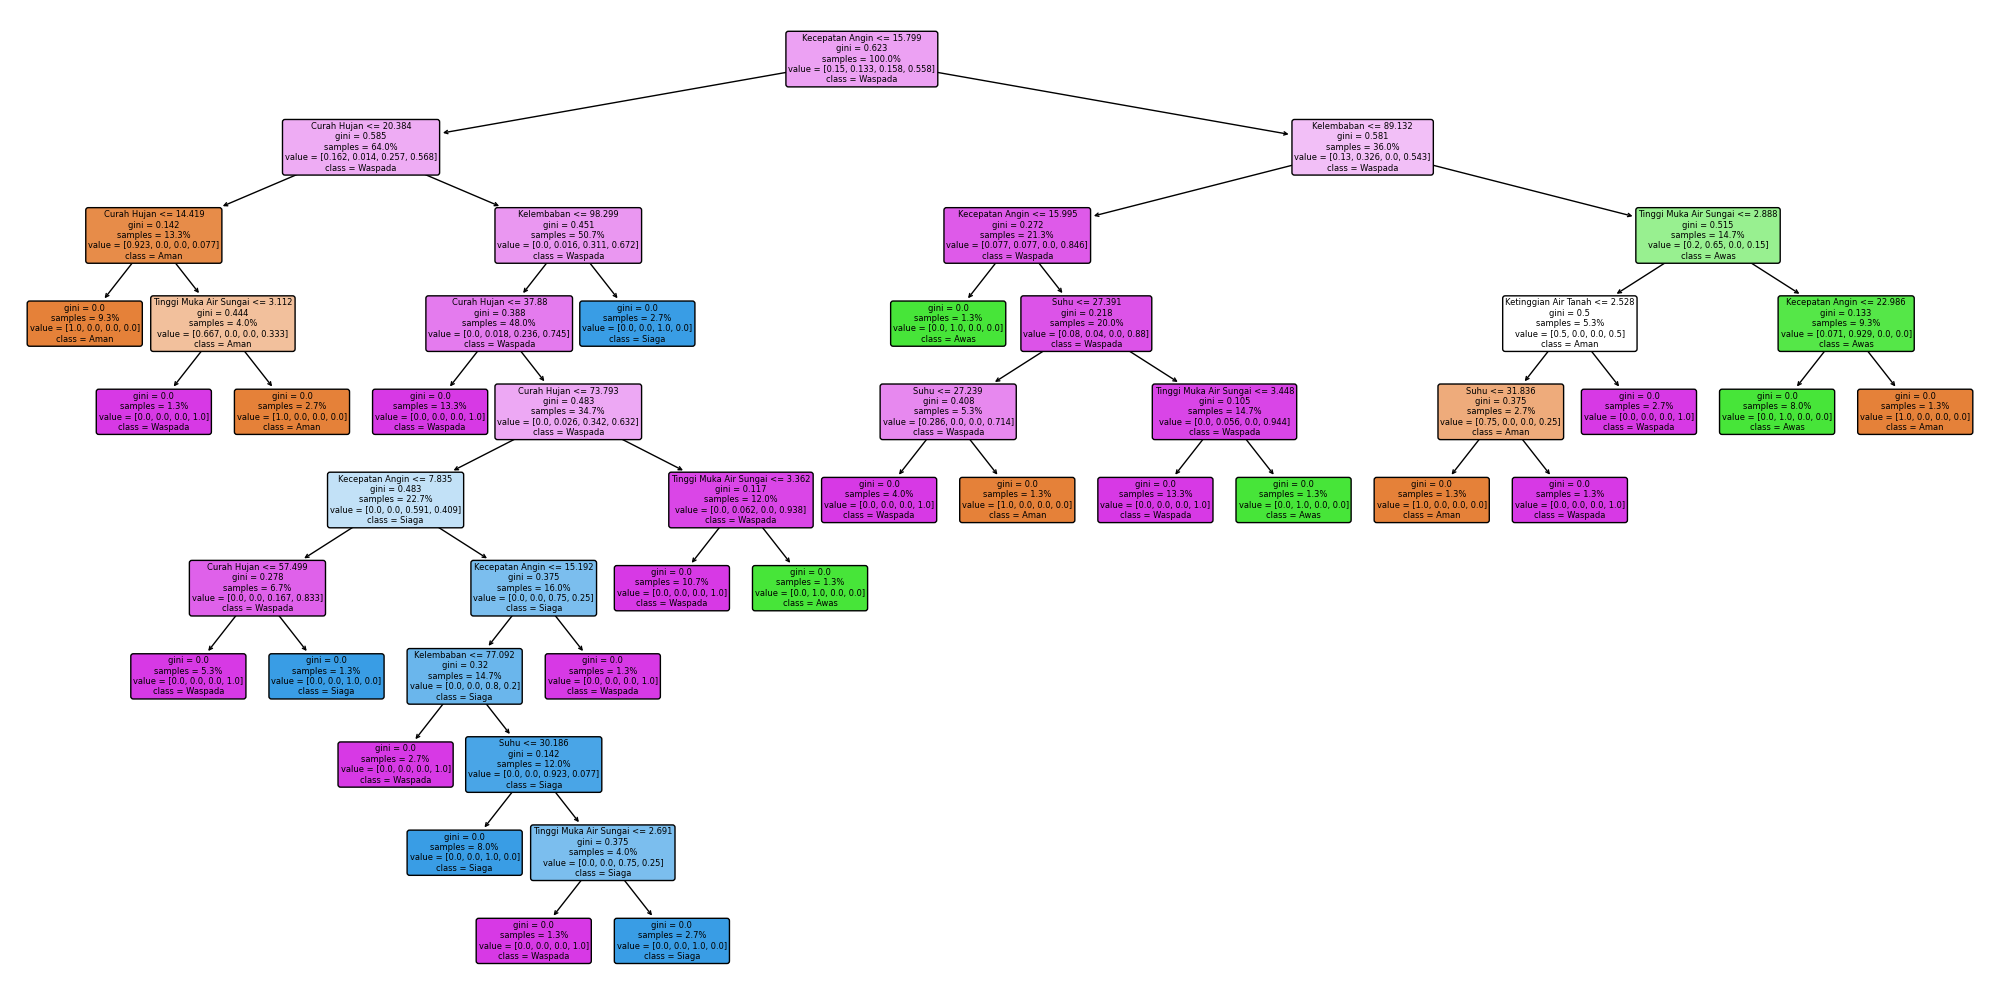 Kecepatan Angin <= 15.799
gini = 0.623
samples = 100.0%
value = [0.15, 0.133, 0.158, 0.558]
class = Waspada
Curah Hujan <= 20.384
gini = 0.585
samples = 64.0%
value = [0.162, 0.014, 0.257, 0.568]
class = Waspada
Kelembaban <= 89.132
gini = 0.581
samples = 36.0%
value = [0.13, 0.326, 0.0, 0.543]
class = Waspada
Curah Hujan <= 14.419
gini = 0.142
samples = 13.3%
value = [0.923, 0.0, 0.0, 0.077]
class = Aman
Kelembaban <= 98.299
gini = 0.451
samples = 50.7%
value = [0.0, 0.016, 0.311, 0.672]
class = Waspada
Kecepatan Angin <= 15.995
gini = 0.272
samples = 21.3%
value = [0.077, 0.077, 0.0, 0.846]
class = Waspada
Tinggi Muka Air Sungai <= 2.888
gini = 0.515
samples = 14.7%
value = [0.2, 0.65, 0.0, 0.15]
class = Awas
gini = 0.0
samples = 9.3%
value = [1.0, 0.0, 0.0, 0.0]
class = Aman
Tinggi Muka Air Sungai <= 3.112
gini = 0.444
samples = 4.0%
value = [0.667, 0.0, 0.0, 0.333]
class = Aman
Curah Hujan <= 37.88
gini = 0.388
samples = 48.0%
value = [0.0, 0.018, 0.236, 0.745]
class = Waspada
gini = 0.0
samples = 2.7%
value = [0.0, 0.0, 1.0, 0.0]
class = Siaga
gini = 0.0
samples = 1.3%
value = [0.0, 1.0, 0.0, 0.0]
class = Awas
Suhu <= 27.391
gini = 0.218
samples = 20.0%
value = [0.08, 0.04, 0.0, 0.88]
class = Waspada
Ketinggian Air Tanah <= 2.528
gini = 0.5
samples = 5.3%
value = [0.5, 0.0, 0.0, 0.5]
class = Aman
Kecepatan Angin <= 22.986
gini = 0.133
samples = 9.3%
value = [0.071, 0.929, 0.0, 0.0]
class = Awas
gini = 0.0
samples = 1.3%
value = [0.0, 0.0, 0.0, 1.0]
class = Waspada
gini = 0.0
samples = 2.7%
value = [1.0, 0.0, 0.0, 0.0]
class = Aman
gini = 0.0
samples = 13.3%
value = [0.0, 0.0, 0.0, 1.0]
class = Waspada
Curah Hujan <= 73.793
gini = 0.483
samples = 34.7%
value = [0.0, 0.026, 0.342, 0.632]
class = Waspada
Suhu <= 27.239
gini = 0.408
samples = 5.3%
value = [0.286, 0.0, 0.0, 0.714]
class = Waspada
Tinggi Muka Air Sungai <= 3.448
gini = 0.105
samples = 14.7%
value = [0.0, 0.056, 0.0, 0.944]
class = Waspada
Suhu <= 31.836
gini = 0.375
samples = 2.7%
value = [0.75, 0.0, 0.0, 0.25]
class = Aman
gini = 0.0
samples = 2.7%
value = [0.0, 0.0, 0.0, 1.0]
class = Waspada
gini = 0.0
samples = 8.0%
value = [0.0, 1.0, 0.0, 0.0]
class = Awas
gini = 0.0
samples = 1.3%
value = [1.0, 0.0, 0.0, 0.0]
class = Aman
Kecepatan Angin <= 7.835
gini = 0.483
samples = 22.7%
value = [0.0, 0.0, 0.591, 0.409]
class = Siaga
Tinggi Muka Air Sungai <= 3.362
gini = 0.117
samples = 12.0%
value = [0.0, 0.062, 0.0, 0.938]
class = Waspada
gini = 0.0
samples = 4.0%
value = [0.0, 0.0, 0.0, 1.0]
class = Waspada
gini = 0.0
samples = 1.3%
value = [1.0, 0.0, 0.0, 0.0]
class = Aman
gini = 0.0
samples = 13.3%
value = [0.0, 0.0, 0.0, 1.0]
class = Waspada
gini = 0.0
samples = 1.3%
value = [0.0, 1.0, 0.0, 0.0]
class = Awas
gini = 0.0
samples = 1.3%
value = [1.0, 0.0, 0.0, 0.0]
class = Aman
gini = 0.0
samples = 1.3%
value = [0.0, 0.0, 0.0, 1.0]
class = Waspada
Curah Hujan <= 57.499
gini = 0.278
samples = 6.7%
value = [0.0, 0.0, 0.167, 0.833]
class = Waspada
Kecepatan Angin <= 15.192
gini = 0.375
samples = 16.0%
value = [0.0, 0.0, 0.75, 0.25]
class = Siaga
gini = 0.0
samples = 10.7%
value = [0.0, 0.0, 0.0, 1.0]
class = Waspada
gini = 0.0
samples = 1.3%
value = [0.0, 1.0, 0.0, 0.0]
class = Awas
gini = 0.0
samples = 5.3%
value = [0.0, 0.0, 0.0, 1.0]
class = Waspada
gini = 0.0
samples = 1.3%
value = [0.0, 0.0, 1.0, 0.0]
class = Siaga
Kelembaban <= 77.092
gini = 0.32
samples = 14.7%
value = [0.0, 0.0, 0.8, 0.2]
class = Siaga
gini = 0.0
samples = 1.3%
value = [0.0, 0.0, 0.0, 1.0]
class = Waspada
gini = 0.0
samples = 2.7%
value = [0.0, 0.0, 0.0, 1.0]
class = Waspada
Suhu <= 30.186
gini = 0.142
samples = 12.0%
value = [0.0, 0.0, 0.923, 0.077]
class = Siaga
gini = 0.0
samples = 8.0%
value = [0.0, 0.0, 1.0, 0.0]
class = Siaga
Tinggi Muka Air Sungai <= 2.691
gini = 0.375
samples = 4.0%
value = [0.0, 0.0, 0.75, 0.25]
class = Siaga
gini = 0.0
samples = 1.3%
value = [0.0, 0.0, 0.0, 1.0]
class = Waspada
gini = 0.0
samples = 2.7%
value = [0.0, 0.0, 1.0, 0.0]
class = Siaga